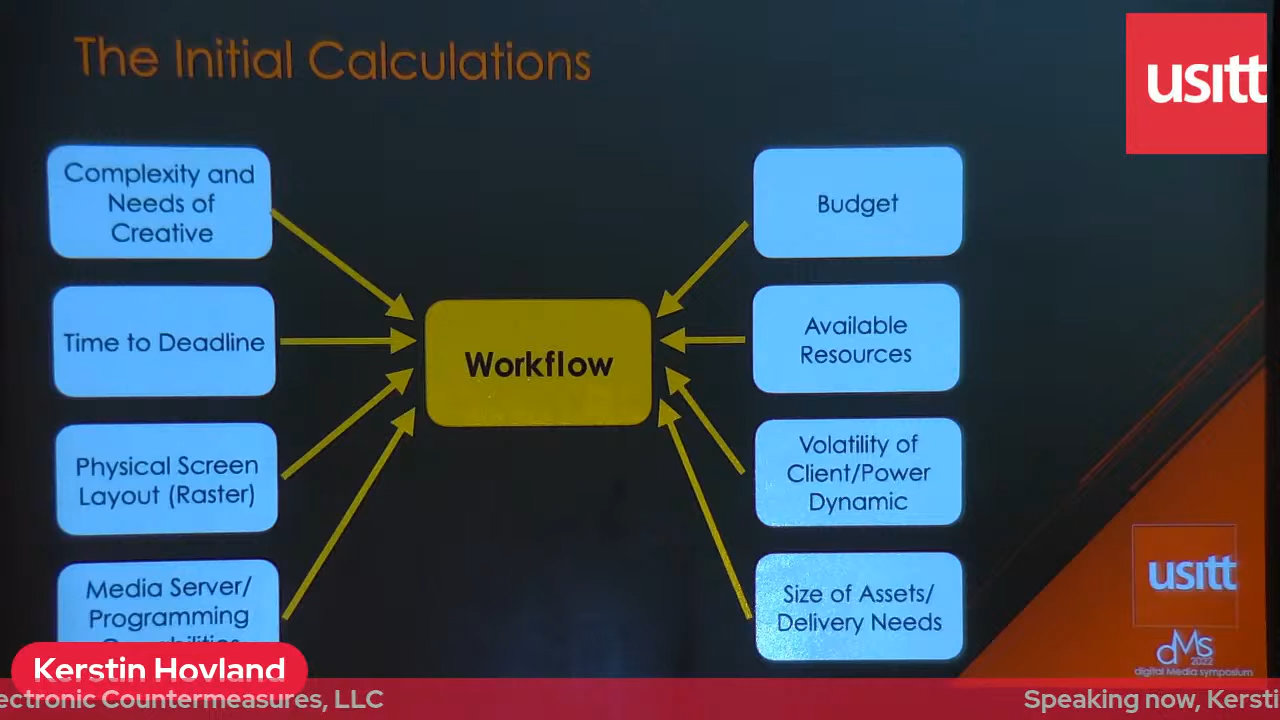 The Initial Calculations
usitt
Complexity and
Needs of
Creative
Time to Deadline
Physical Screen
Layout (Raster)
Media Server/
Programming
Workflow
Budget
Available
Resources
Volatility of
Client/Power
Dynamic
Size of Assets/
Delivery Needs
usitt
dMs
2022
digital Media symposium
Kerstin Hovland
ectronic Countermeasures, LLC
Speaking now, Kersti